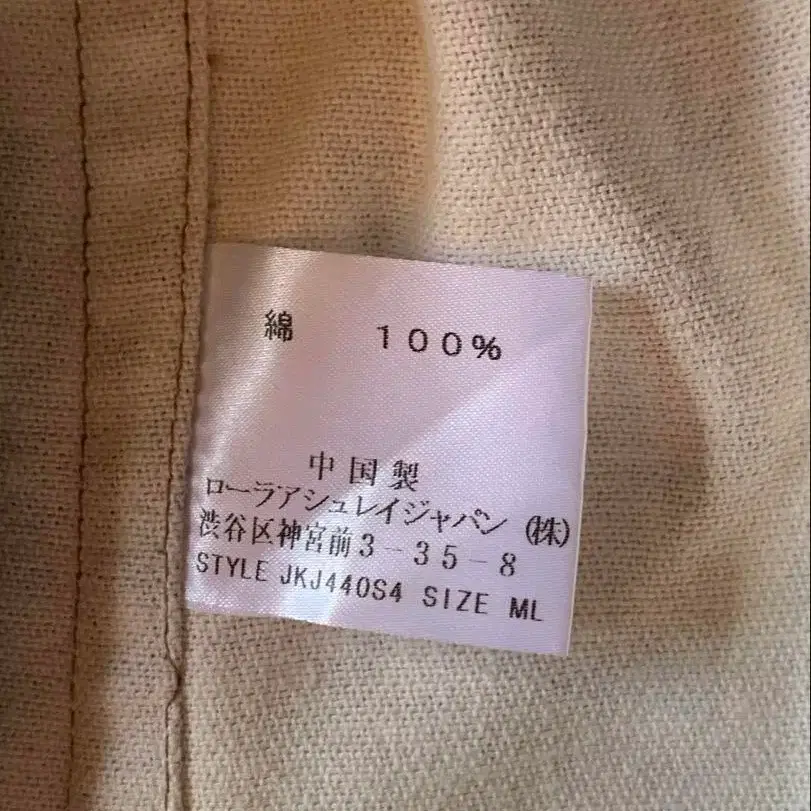 綿 100%
中国製
ローラアシュレイジャパン(株)
渋谷区神宮前3-35-8
STYLE JKJ440S4 SIZE ML